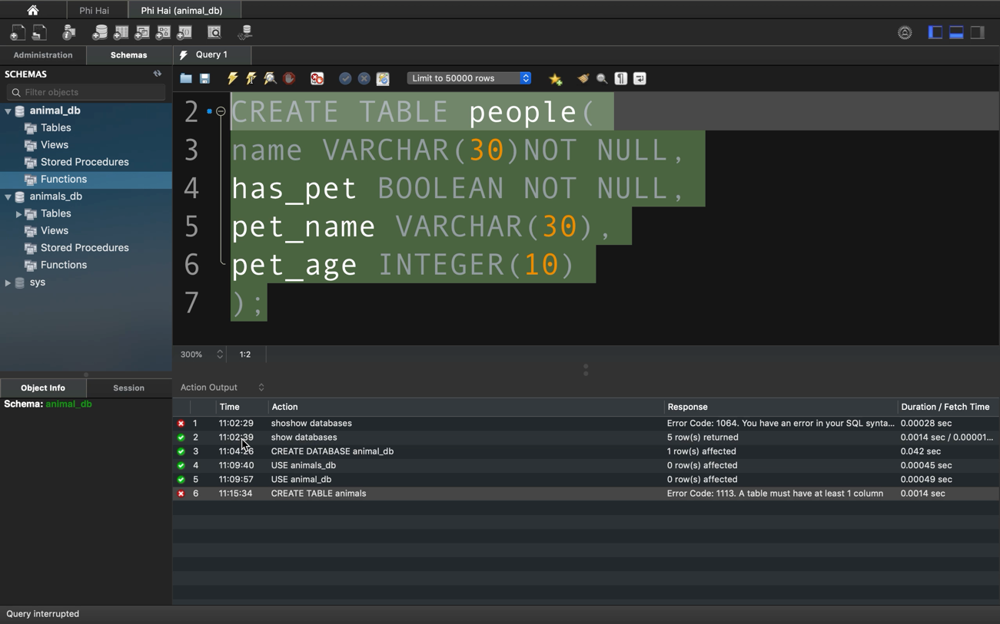 Phi Hai
Phi Hai (animal_db)
Administration
Schemas
Query 1
SCHEMAS
Filter objects
animal_db
Tables
Views
Stored Procedures
Functions
animals_db
Tables
Views
Stored Procedures
Functions
sys
Limit to 50000 rows
2 CREATE TABLE people(
3 name VARCHAR(30)NOT NULL,
4 has_pet BOOLEAN NOT NULL,
5 pet_name VARCHAR(30),
6 pet_age INTEGER(10)
7 );
300% 1:2
Object Info
Session
Schema: animal_db
Action Output
Time Action Response Duration / Fetch Time
1 11:02:29 shoshow databases Error Code: 1064. You have an error in your SQL synta... 0.00028 sec
2 11:02:39 show databases 5 row(s) returned 0.0014 sec / 0.00001...
3 11:04:26 CREATE DATABASE animal_db 1 row(s) affected 0.042 sec
4 11:09:40 USE animals_db 0 row(s) affected 0.00045 sec
5 11:09:57 USE animal_db 0 row(s) affected 0.00049 sec
6 11:15:34 CREATE TABLE animals Error Code: 1113. A table must have at least 1 column 0.0014 sec
Query interrupted